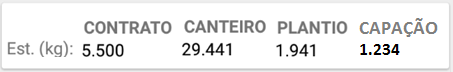 CONTRATO CANTEIRO PLANTIO CAPAÇÃO
Est. (kg): 5.500 29.441 1.941 1.234